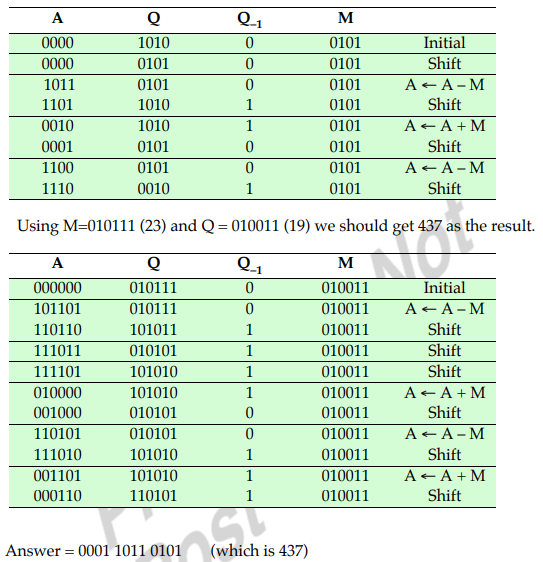 A Q Q–1 M
0000 1010 0 0101 Initial
0000 0101 0 0101 Shift
1011 0101 0 0101 A ← A – M
1101 1010 1 0101 Shift
0010 1010 1 0101 A ← A + M
0001 0101 0 0101 Shift
1100 0101 0 0101 A ← A – M
1110 0010 1 0101 Shift
Using M=010111 (23) and Q = 010011 (19) we should get 437 as the result.
A Q Q–1 M
000000 010111 0 010011 Initial
101101 010111 0 010011 A ← A – M
110110 101011 1 010011 Shift
111011 010101 1 010011 Shift
111101 101010 1 010011 Shift
010000 101010 1 010011 A ← A + M
001000 010101 0 010011 Shift
110101 010101 0 010011 A ← A – M
111010 101010 1 010011 Shift
001101 101010 1 010011 A ← A + M
000110 110101 1 010011 Shift
Not
Post
Answer = 0001 1011 0101 (which is 437)